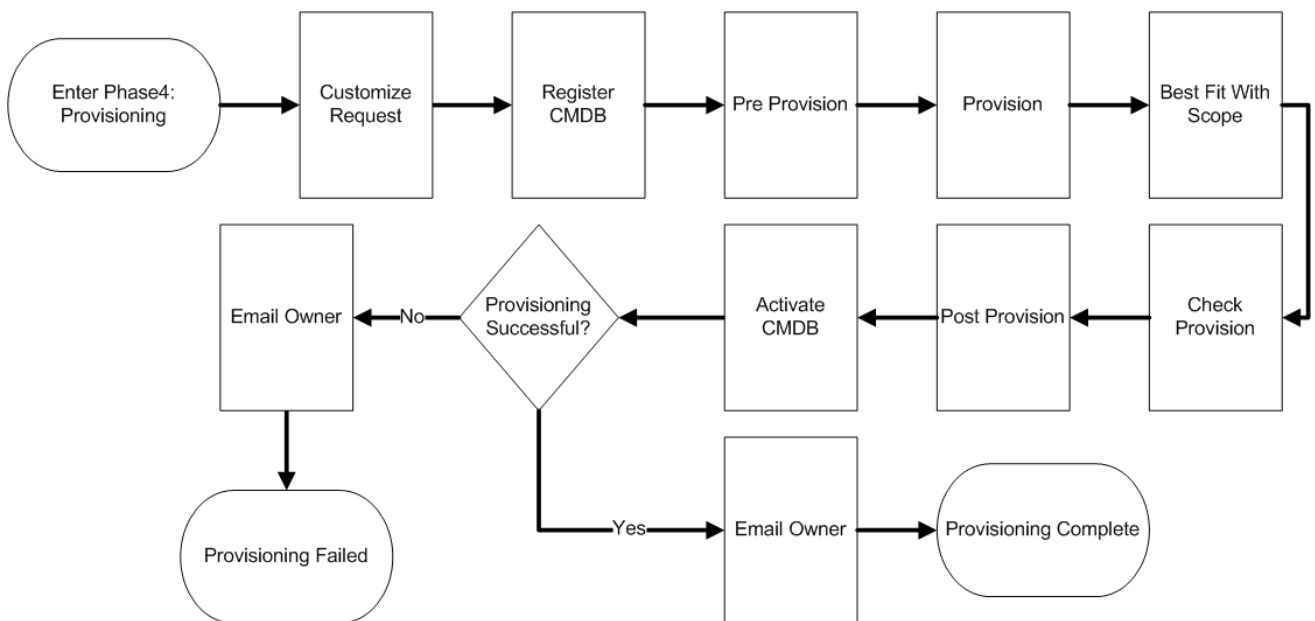 Enter Phase4:
Provisioning
Customize
Request
Register
CMDB
Pre Provision
Provision
Best Fit With
Scope
Email Owner
No
Provisioning
Successful?
Activate
CMDB
Post Provision
Check
Provision
Provisioning Failed
Yes
Email Owner
Provisioning Complete